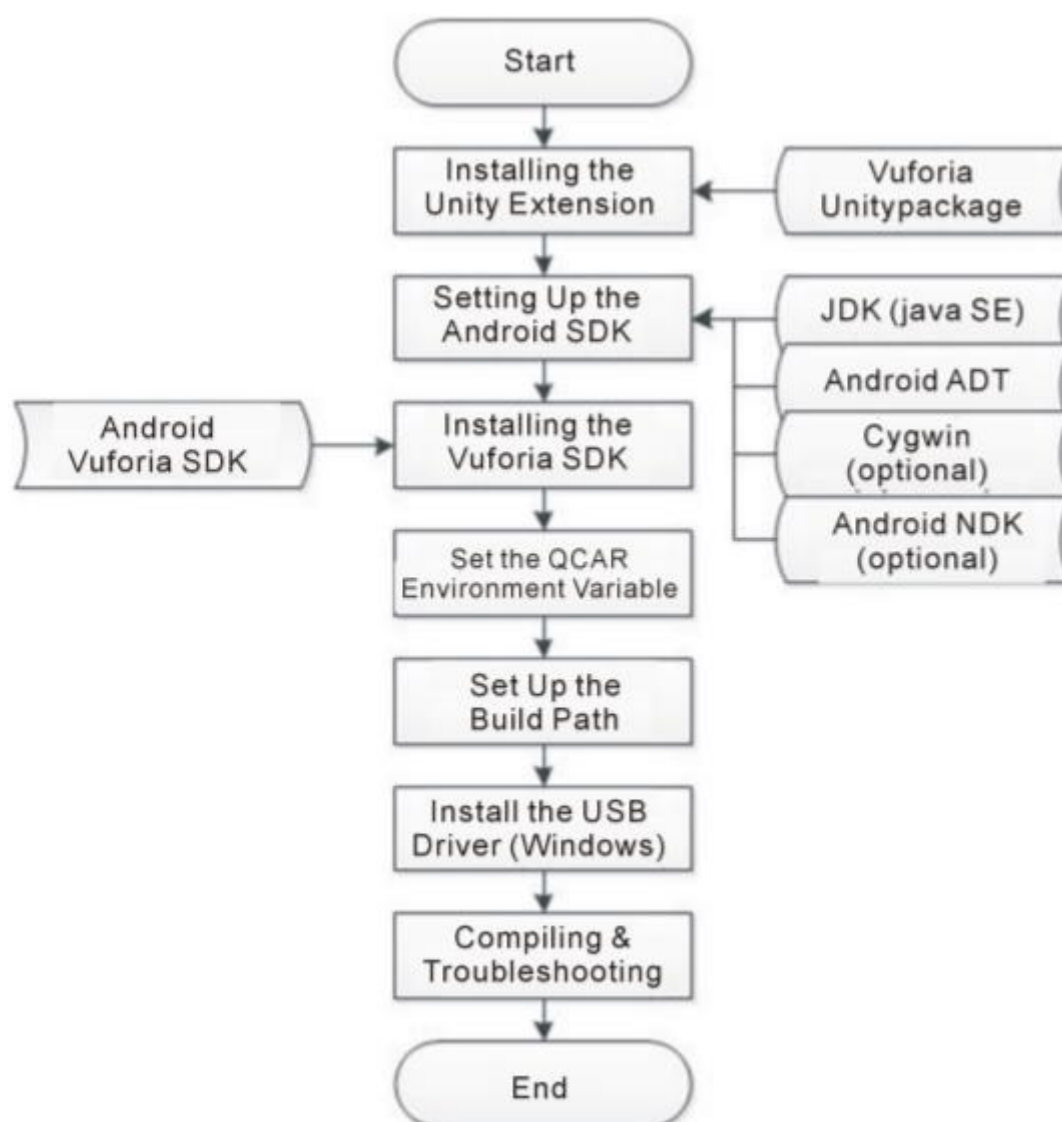 Start
Installing the
Unity Extension
Vuforia
Unitypackage
Setting Up the
Android SDK
JDK (java SE)
Android ADT
Cygwin
(optional)
Android NDK
(optional)
Android
Vuforia SDK
Installing the
Vuforia SDK
Set the QCAR
Environment Variable
Set Up the
Build Path
Install the USB
Driver (Windows)
Compiling &
Troubleshooting
End